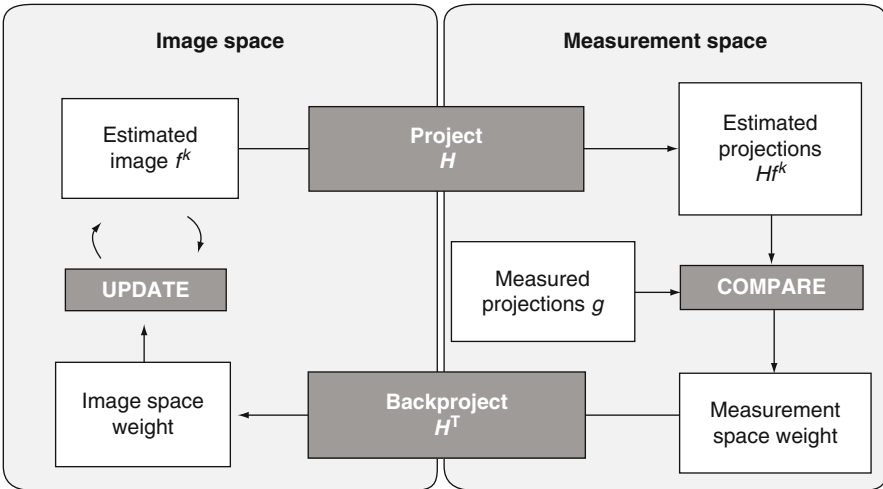 Image space
Measurement space
Estimated
image f^k
Project
H
Estimated
projections
Hf^k
UPDATE
Measured
projections g
COMPARE
Image space
weight
Backproject
H^T
Measurement
space weight